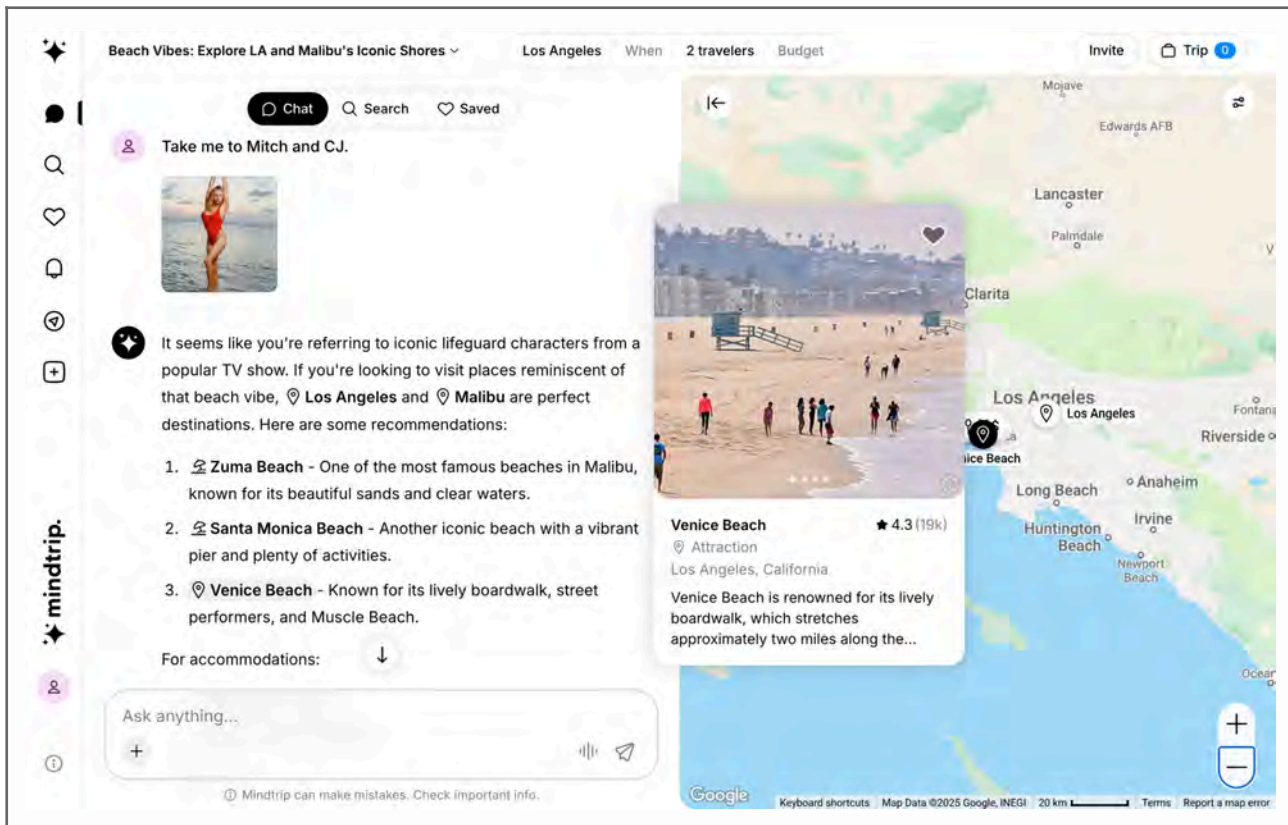 Beach Vibes: Explore LA and Malibu's Iconic Shores
Los Angeles
When
2 travelers
Budget
Invite
Trip 0
Chat
Search
Saved
Take me to Mitch and CJ.
It seems like you're referring to iconic lifeguard characters from a
popular TV show. If you're looking to visit places reminiscent of
that beach vibe, Los Angeles and Malibu are perfect
destinations. Here are some recommendations:
1. Zuma Beach - One of the most famous beaches in Malibu,
known for its beautiful sands and clear waters.
2. Santa Monica Beach - Another iconic beach with a vibrant
pier and plenty of activities.
3. Venice Beach - Known for its lively boardwalk, street
performers, and Muscle Beach.
For accommodations:
Ask anything...
Mindtrip can make mistakes. Check important info.
mindtrip.
Venice Beach
4.3 (19k)
Attraction
Los Angeles, California
Venice Beach is renowned for its lively
boardwalk, which stretches
approximately two miles along the...
Mojave
Edwards AFB
Lancaster
Palmdale
V
Clarita
Los Angeles
Los Angeles
Fontana
Riverside
ice Beach
Long Beach
Anaheim
Huntington
Beach
Irvine
Newport
Beach
Ocean
Google
Keyboard shortcuts
Map Data ©2025 Google, INEGI
20 km
Terms
Report a map error